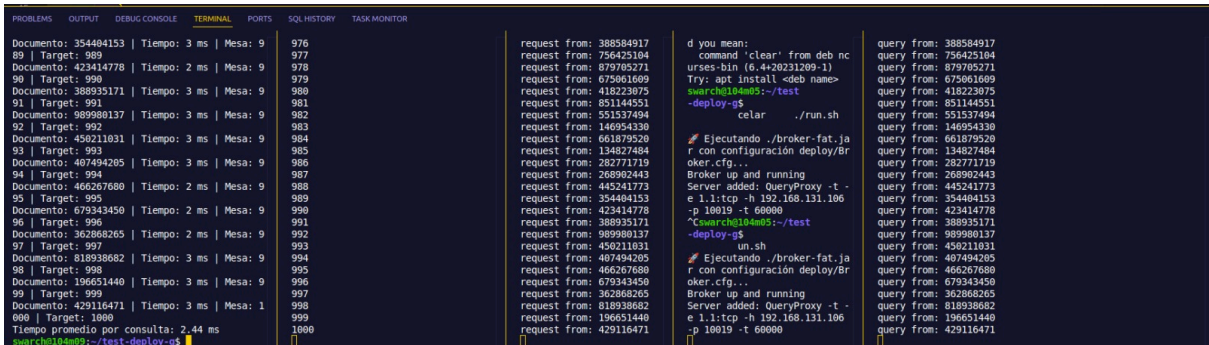 PROBLEMS OUTPUT DEBUG CONSOLE TERMINAL PORTS SQL HISTORY TASK MONITOR
Documento: 354404153 | Tiempo: 3 ms | Mesa: 9
89 | Target: 989
Documento: 423414778 | Tiempo: 2 ms | Mesa: 9
90 | Target: 990
Documento: 388935171 | Tiempo: 3 ms | Mesa: 9
91 | Target: 991
Documento: 989980137 | Tiempo: 3 ms | Mesa: 9
92 | Target: 992
Documento: 450211031 | Tiempo: 3 ms | Mesa: 9
93 | Target: 993
Documento: 407494205 | Tiempo: 3 ms | Mesa: 9
94 | Target: 994
Documento: 466267680 | Tiempo: 2 ms | Mesa: 9
95 | Target: 995
Documento: 679343450 | Tiempo: 2 ms | Mesa: 9
96 | Target: 996
Documento: 362868265 | Tiempo: 2 ms | Mesa: 9
97 | Target: 997
Documento: 818938682 | Tiempo: 3 ms | Mesa: 9
98 | Target: 998
Documento: 196651440 | Tiempo: 3 ms | Mesa: 9
99 | Target: 999
Documento: 429116471 | Tiempo: 3 ms | Mesa: 1
000 | Target: 1000
Tiempo promedio por consulta: 2.44 ms
swarch@104m09:~/test-deploy-g$
976
977
978
979
980
981
982
983
984
985
986
987
988
989
990
991
992
993
994
995
996
997
998
999
1000
request from: 388584917
request from: 756425104
request from: 879705271
request from: 675061609
request from: 418223075
request from: 851144551
request from: 551537494
request from: 146954330
request from: 661879520
request from: 134827484
request from: 282771719
request from: 268902443
request from: 445241773
request from: 354404153
request from: 423414778
request from: 388935171
request from: 989980137
request from: 450211031
request from: 407494205
request from: 466267680
request from: 679343450
request from: 362868265
request from: 818938682
request from: 196651440
request from: 429116471
d you mean:
command 'clear' from deb nc
urses-bin (6.4+20231209-1)
Try: apt install <deb name>
swarch@104m05:~/test
-deploy-g$
celar ./run.sh
🚀 Ejecutando ./broker-fat.ja
r con configuración deploy/Br
oker.cfg...
Broker up and running
Server added: QueryProxy -t -
e 1.1:tcp -h 192.168.131.106
-p 10019 -t 60000
^Cswarch@104m05:~/test
-deploy-g$
un.sh
🚀 Ejecutando ./broker-fat.ja
r con configuración deploy/Br
oker.cfg...
Broker up and running
Server added: QueryProxy -t -
e 1.1:tcp -h 192.168.131.106
-p 10019 -t 60000
query from: 388584917
query from: 756425104
query from: 879705271
query from: 675061609
query from: 418223075
query from: 851144551
query from: 551537494
query from: 146954330
query from: 661879520
query from: 134827484
query from: 282771719
query from: 268902443
query from: 445241773
query from: 354404153
query from: 423414778
query from: 388935171
query from: 989980137
query from: 450211031
query from: 407494205
query from: 466267680
query from: 679343450
query from: 362868265
query from: 818938682
query from: 196651440
query from: 429116471